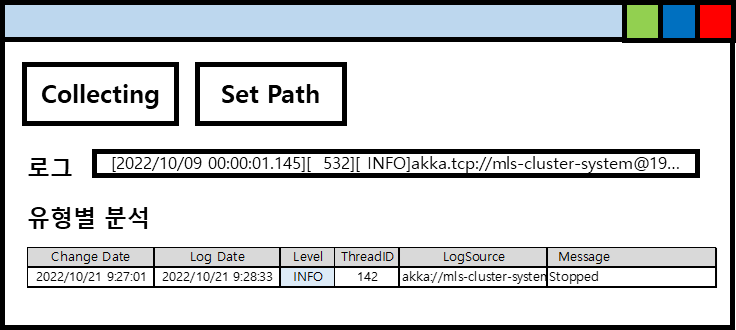 Collecting Set Path
로그 [2022/10/09 00:00:01.145][ 532][ INFO]akka.tcp://mls-cluster-system@19...
유형별 분석
Change Date Log Date Level ThreadID LogSource Message
2022/10/21 9:27:01 2022/10/21 9:28:33 INFO 142 akka://mls-cluster-system Stopped